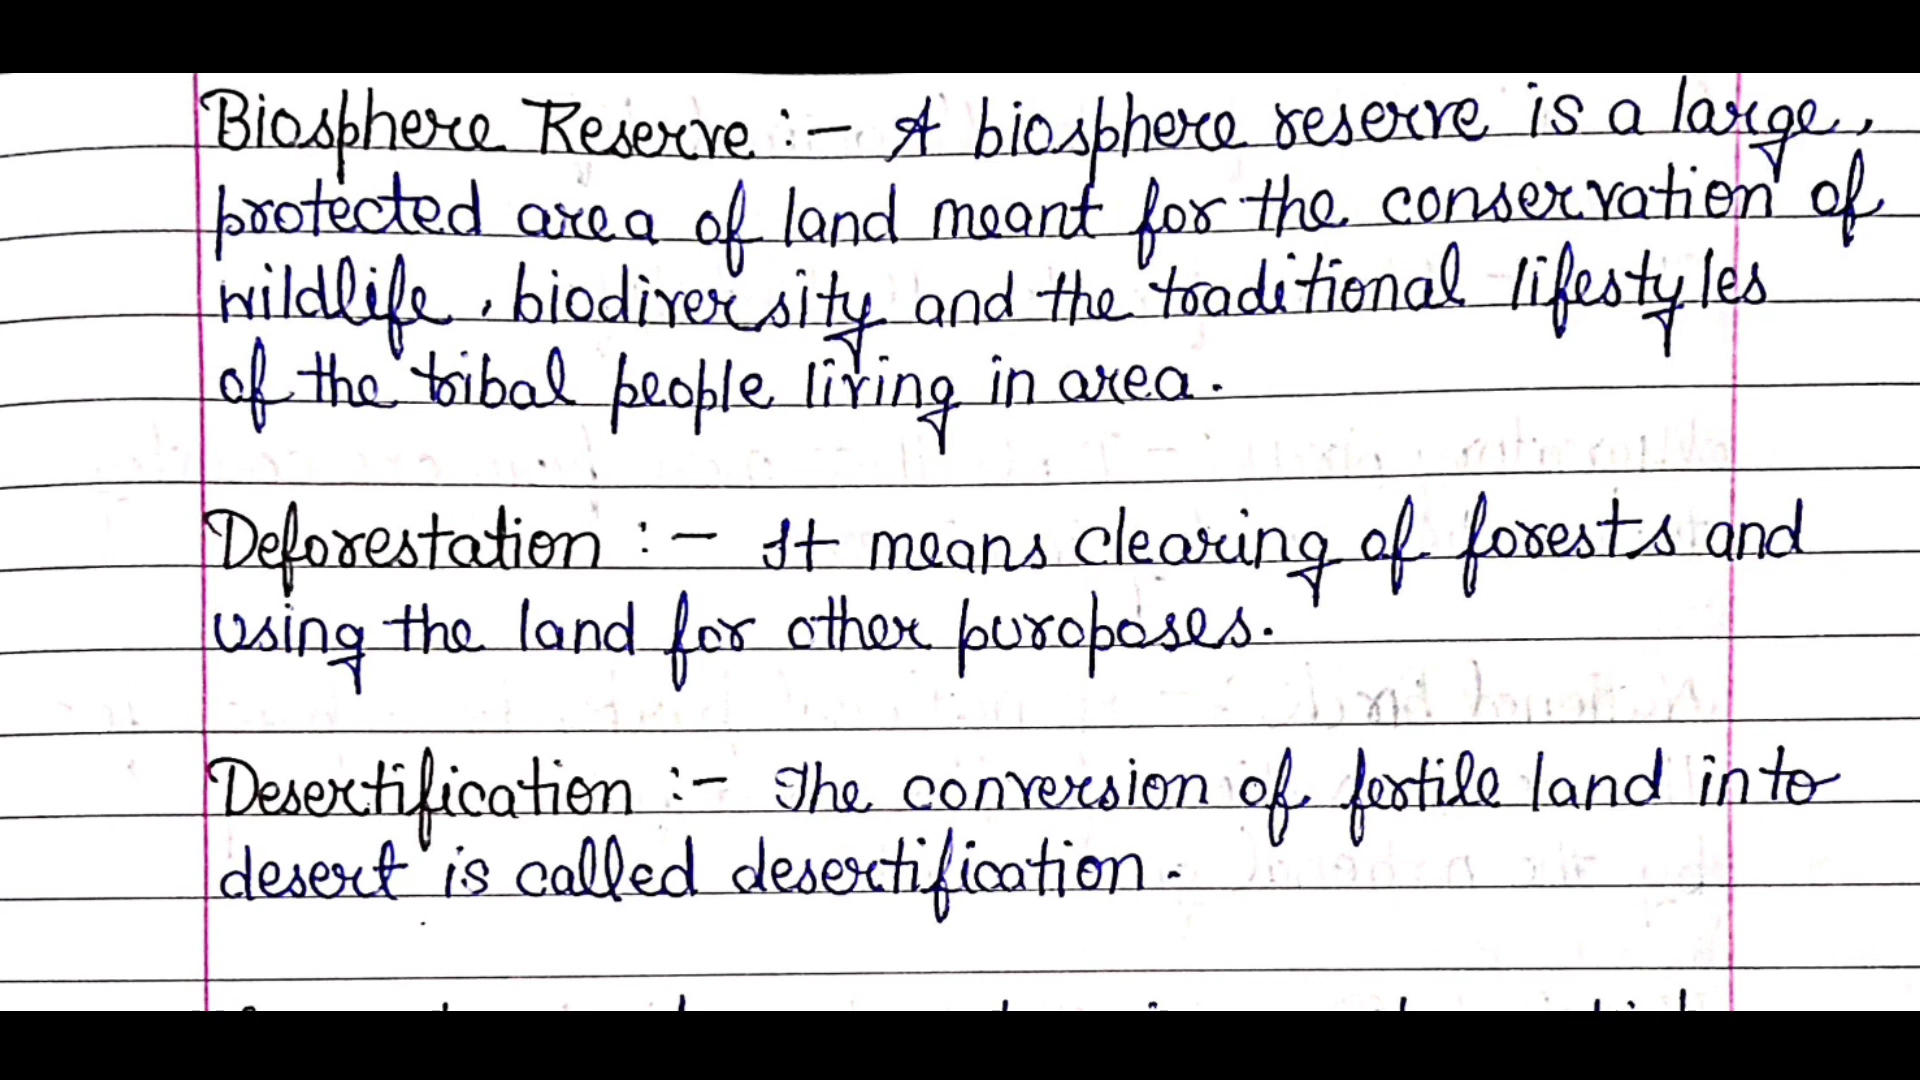 Biosphere Reserve :- A biosphere reserve is a large,
protected area of land meant for the conservation of
wildlife, biodiversity and the traditional lifestyles
of the tribal people living in area.
Deforestation :- It means clearing of forests and
using the land for other puropases.
Desertification :- The conversion of fertile land into
desert is called desertification.